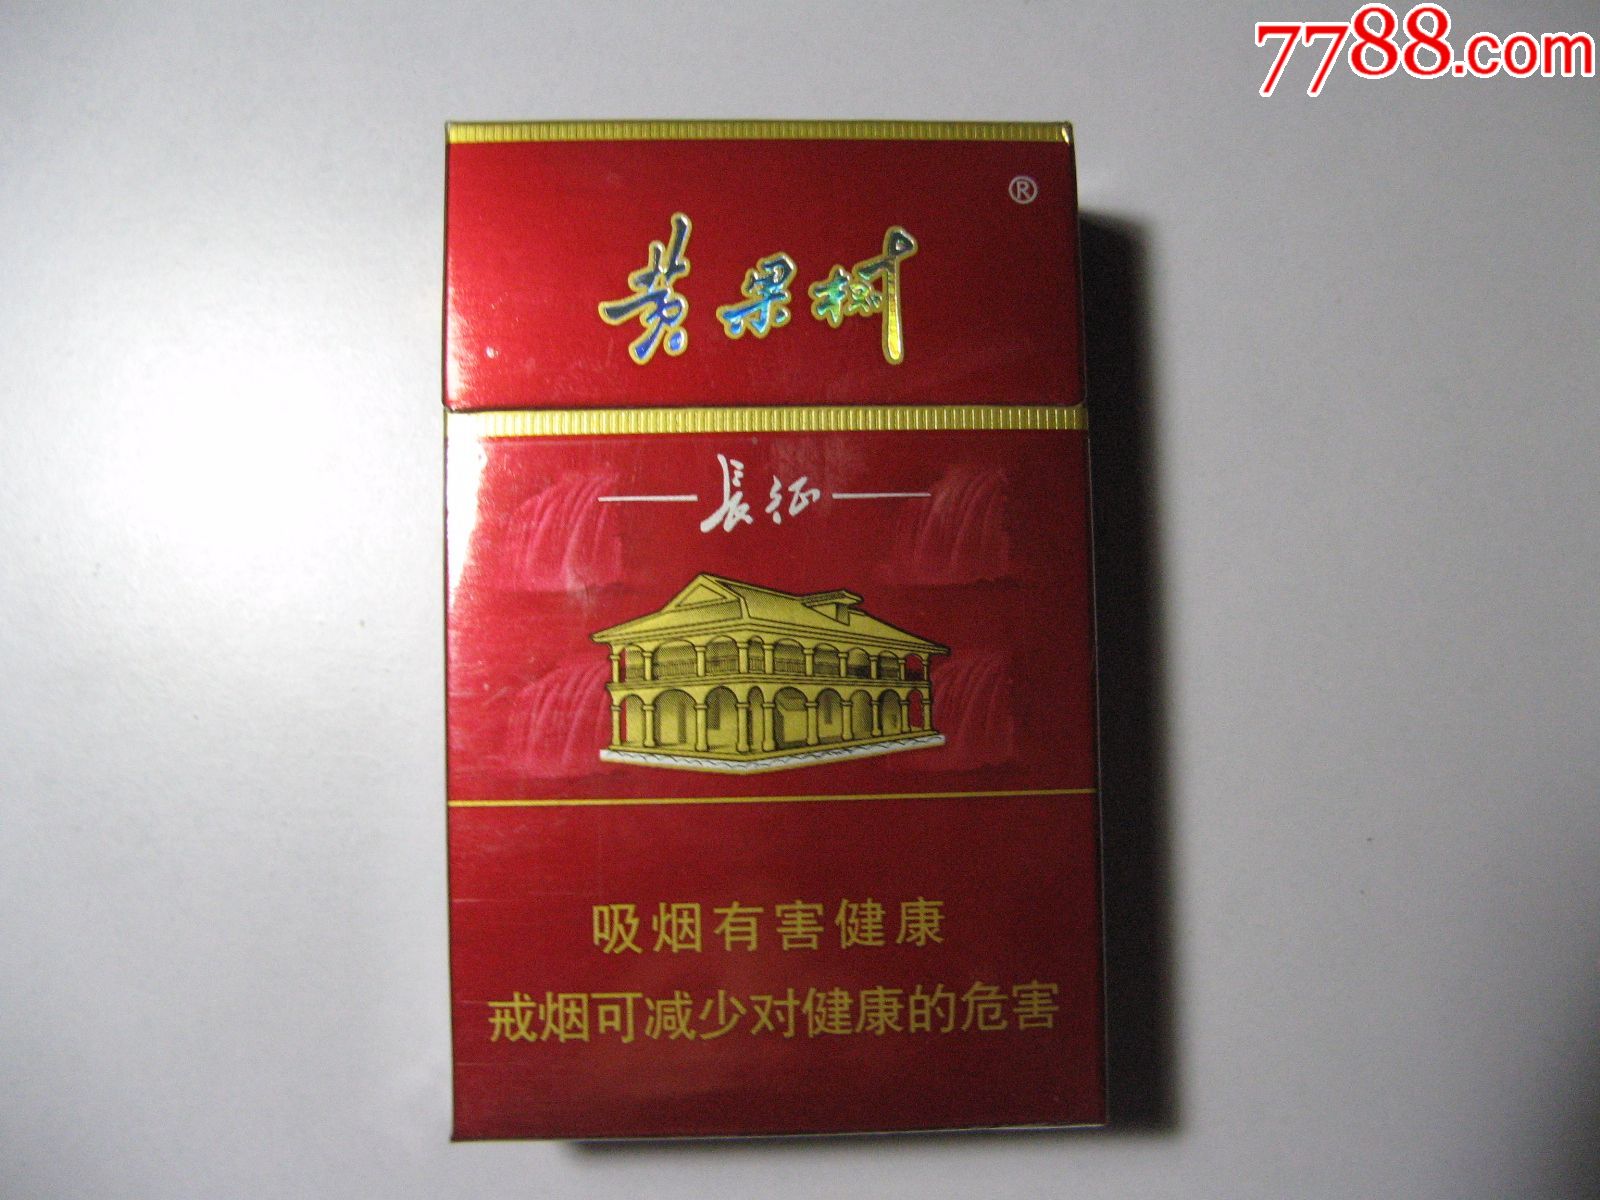 7788.com
®
黄果树
長征
吸烟有害健康
戒烟可减少对健康的危害